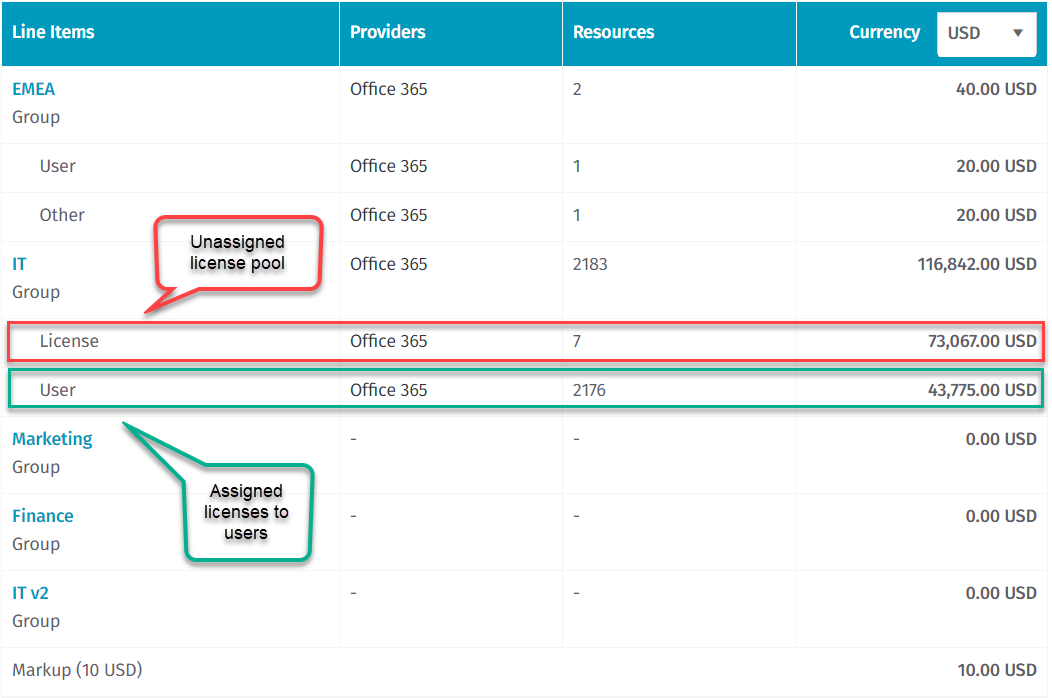 Line Items Providers Resources Currency USD ▼
EMEA Office 365 2 40.00 USD
Group
User Office 365 1 20.00 USD
Other Office 365 1 20.00 USD
Unassigned
license pool
IT Office 365 2183 116,842.00 USD
Group
License Office 365 7 73,067.00 USD
User Office 365 2176 43,775.00 USD
Marketing - - 0.00 USD
Group
Assigned
licenses to
users
Finance - - 0.00 USD
Group
IT v2 - - 0.00 USD
Group
Markup (10 USD) 10.00 USD